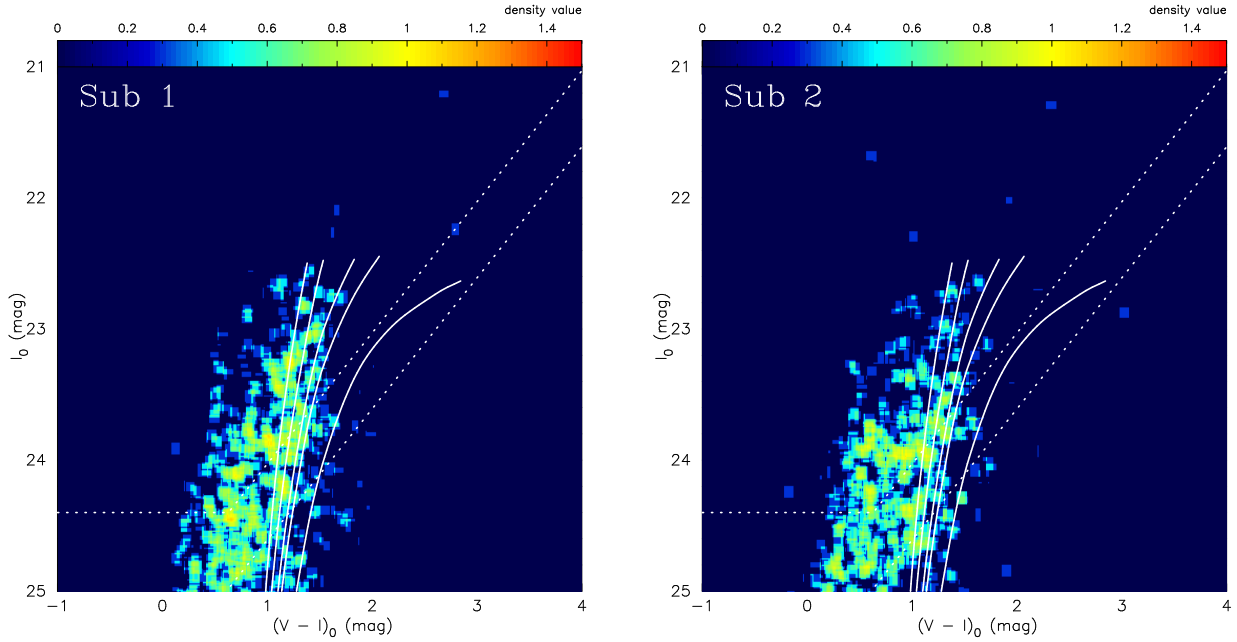 density value
0 0.2 0.4 0.6 0.8 1 1.2 1.4
Sub 1
21
22
23
24
25
I0 (mag)
−1 0 1 2 3 4
(V − I)0 (mag)
density value
0 0.2 0.4 0.6 0.8 1 1.2 1.4
Sub 2
21
22
23
24
25
I0 (mag)
−1 0 1 2 3 4
(V − I)0 (mag)